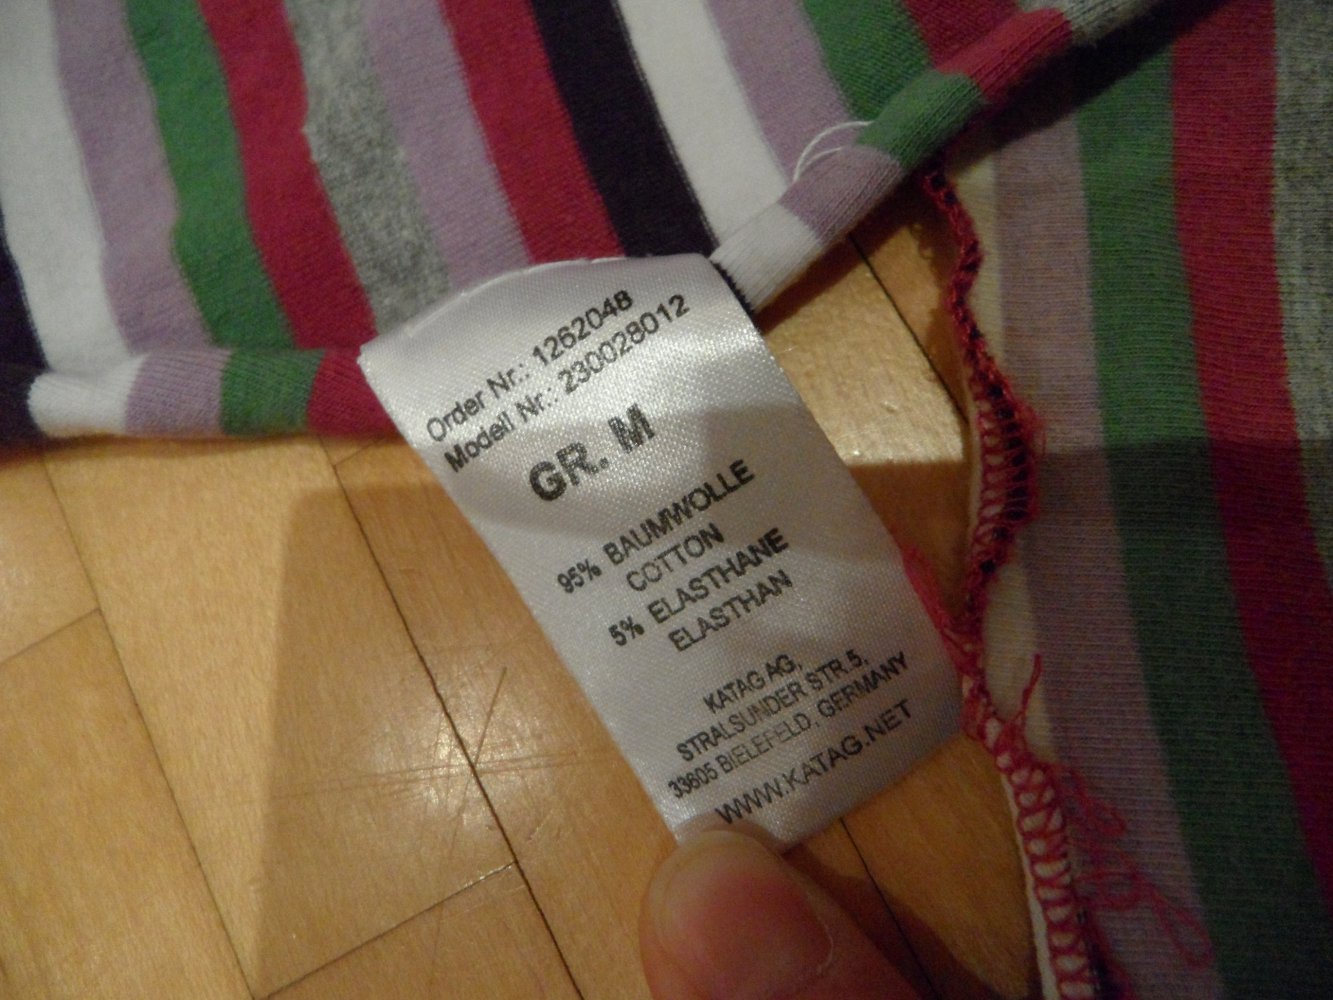 Order Nr.: 1262048
Modell Nr.: 230028012
GR. M
95% BAUMWOLLE
COTTON
5% ELASTHANE
ELASTHAN
KATAG AG,
STRALSUNDER STR.5,
33605 BIELEFELD, GERMANY
WWW.KATAG.NET